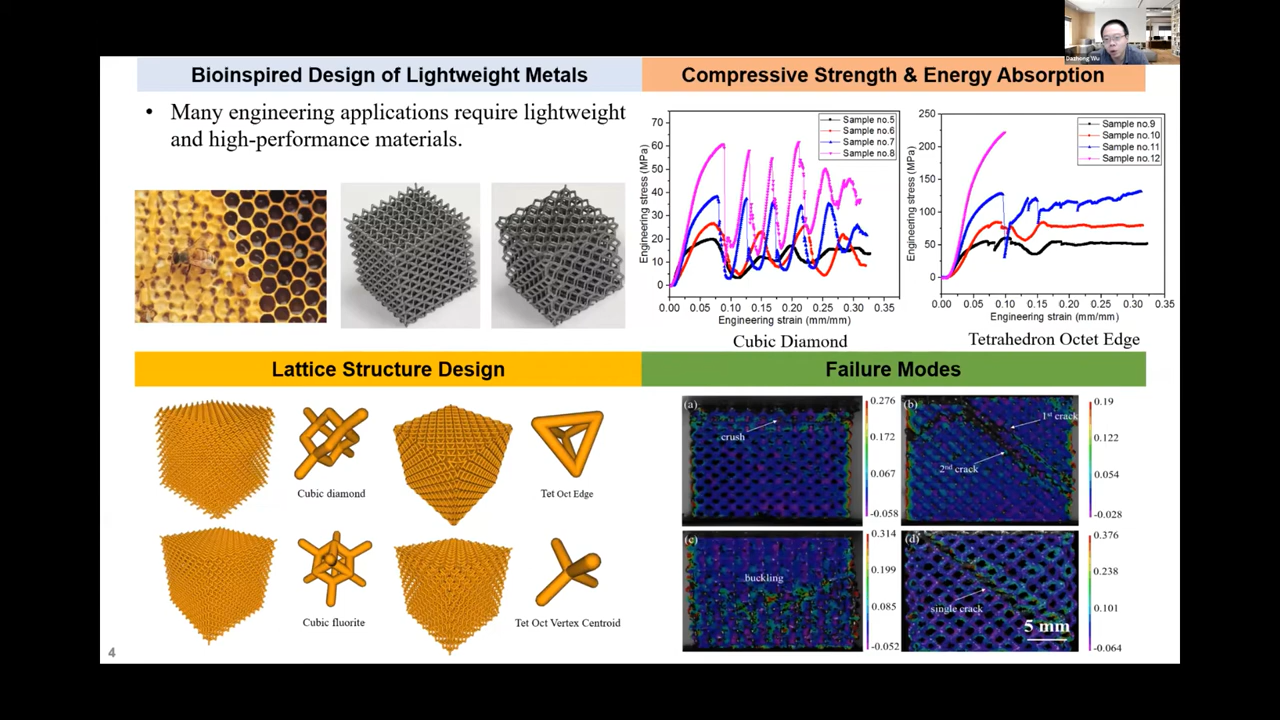 Dazhong Wu
Bioinspired Design of Lightweight Metals
• Many engineering applications require lightweight
and high-performance materials.
Compressive Strength & Energy Absorption
70
60
50
40
30
20
10
0
Engineering stress (MPa)
Sample no.5
Sample no.6
Sample no.7
Sample no.8
0.00 0.05 0.10 0.15 0.20 0.25 0.30 0.35
Engineering strain (mm/mm)
Cubic Diamond
250
200
150
100
50
0
Engineering stress (MPa)
Sample no.9
Sample no.10
Sample no.11
Sample no.12
0.00 0.05 0.10 0.15 0.20 0.25 0.30 0.35
Engineering strain (mm/mm)
Tetrahedron Octet Edge
Lattice Structure Design
Cubic diamond
Tet Oct Edge
Cubic fluorite
Tet Oct Vertex Centroid
Failure Modes
(a)
crush
0.276
0.172
0.067
-0.058
(b)
1st crack
2nd crack
0.19
0.122
0.054
-0.028
(c)
buckling
0.314
0.199
0.085
-0.052
(d)
single crack
5 mm
0.376
0.238
0.101
-0.064
4